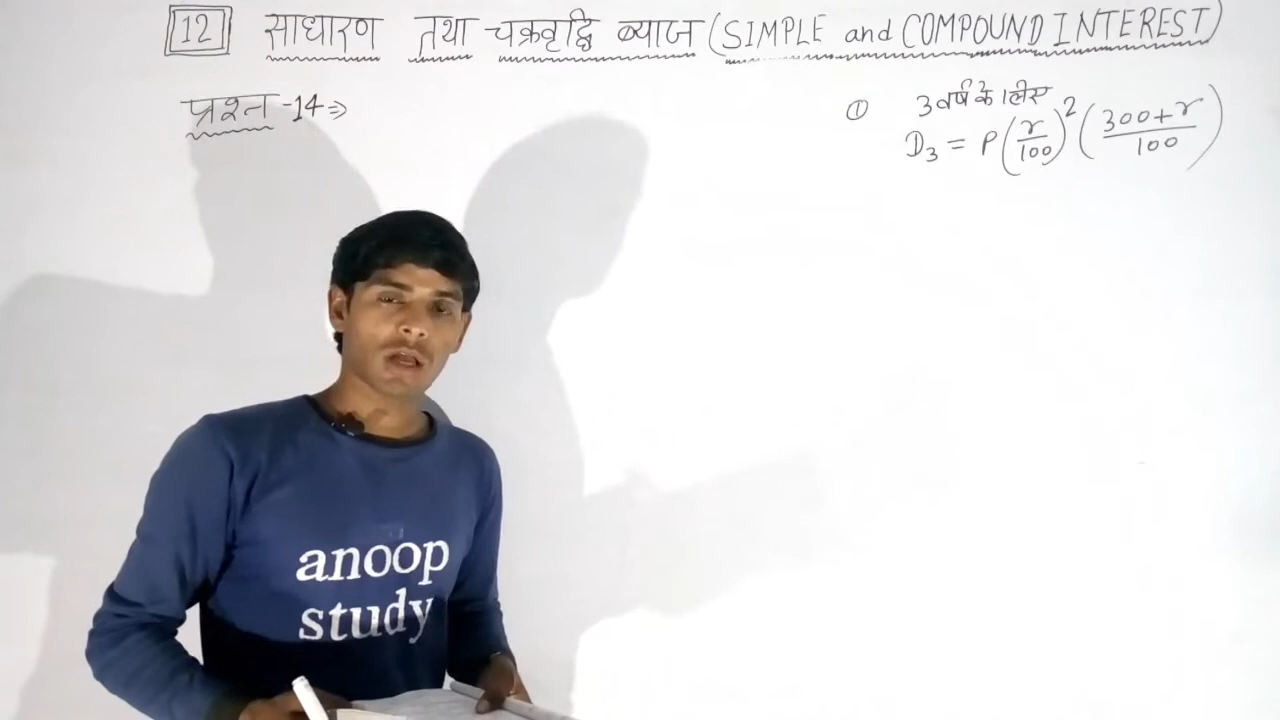 12 साधारण तथा चक्रवृद्धि ब्याज (SIMPLE and COMPOUND INTEREST)
प्रश्न -14⇒
① 3 वर्ष के लिए
D₃ = P(r/100)²(300+r/100)
anoop
study